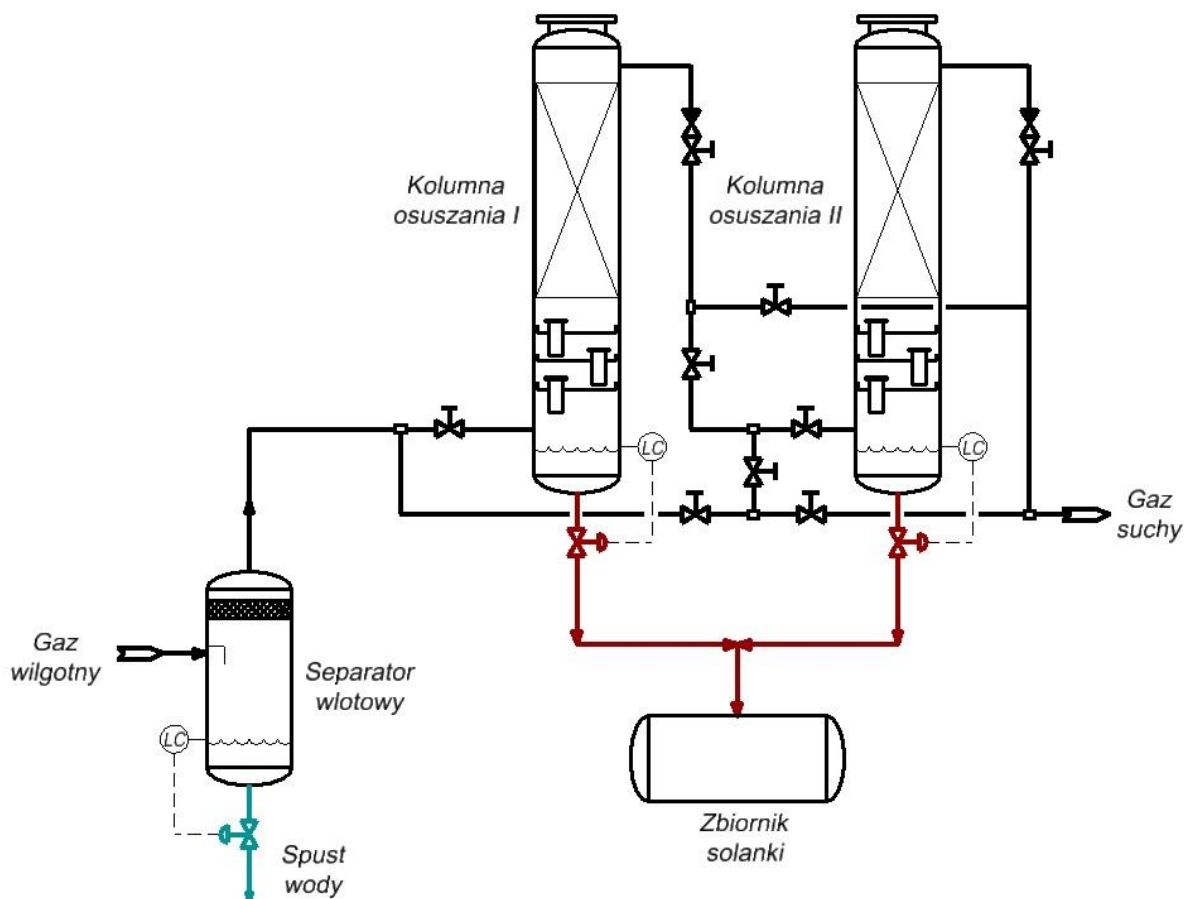 Kolumna
osuszania I
Kolumna
osuszania II
LC
LC
Gaz
suchy
Gaz
wilgotny
Separator
wlotowy
LC
Zbiornik
solanki
Spust
wody